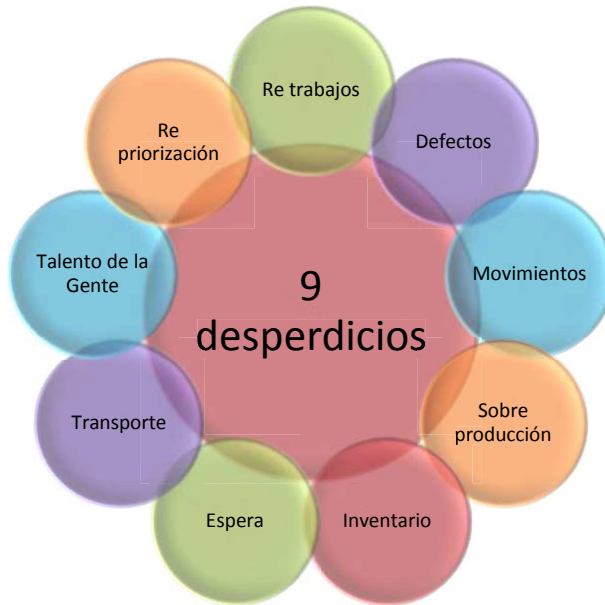 Re trabajos
Defectos
Movimientos
Sobre
producción
Inventario
Espera
Transporte
Talento de la
Gente
Re
priorización
9
desperdicios